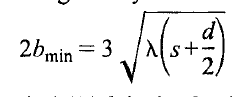 2b_min = 3 √(λ(s + d/2))